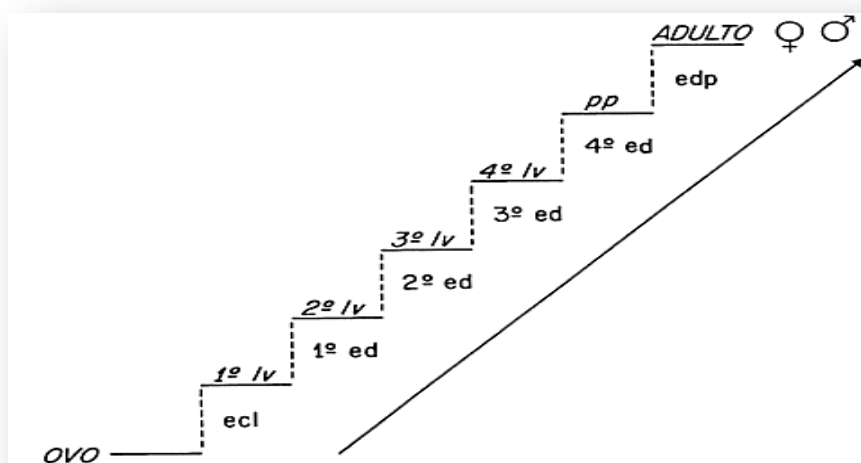 ADULTO ♀ ♂
edp
pp
4º ed
4º lv
3º ed
3º lv
2º ed
2º lv
1º ed
1º lv
ecl
OVO